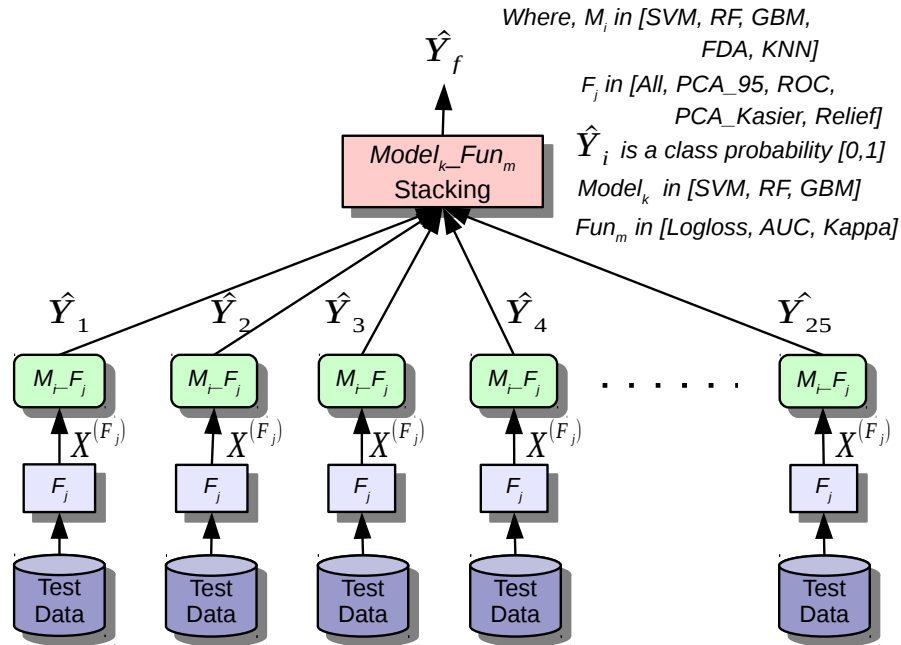 Where, M_i in [SVM, RF, GBM,
FDA, KNN]
F_j in [All, PCA_95, ROC,
PCA_Kasier, Relief]
Ŷ_i is a class probability [0,1]
Model_k in [SVM, RF, GBM]
Fun_m in [Logloss, AUC, Kappa]
Ŷ_f
Model_k_Fun_m
Stacking
Ŷ_1 Ŷ_2 Ŷ_3 Ŷ_4 Ŷ_25
M_i_F_j M_i_F_j M_i_F_j M_i_F_j . . . . . . . M_i_F_j
X^(F_j) X^(F_j) X^(F_j) X^(F_j) X^(F_j)
F_j F_j F_j F_j F_j
Test Test Test Test Test
Data Data Data Data Data